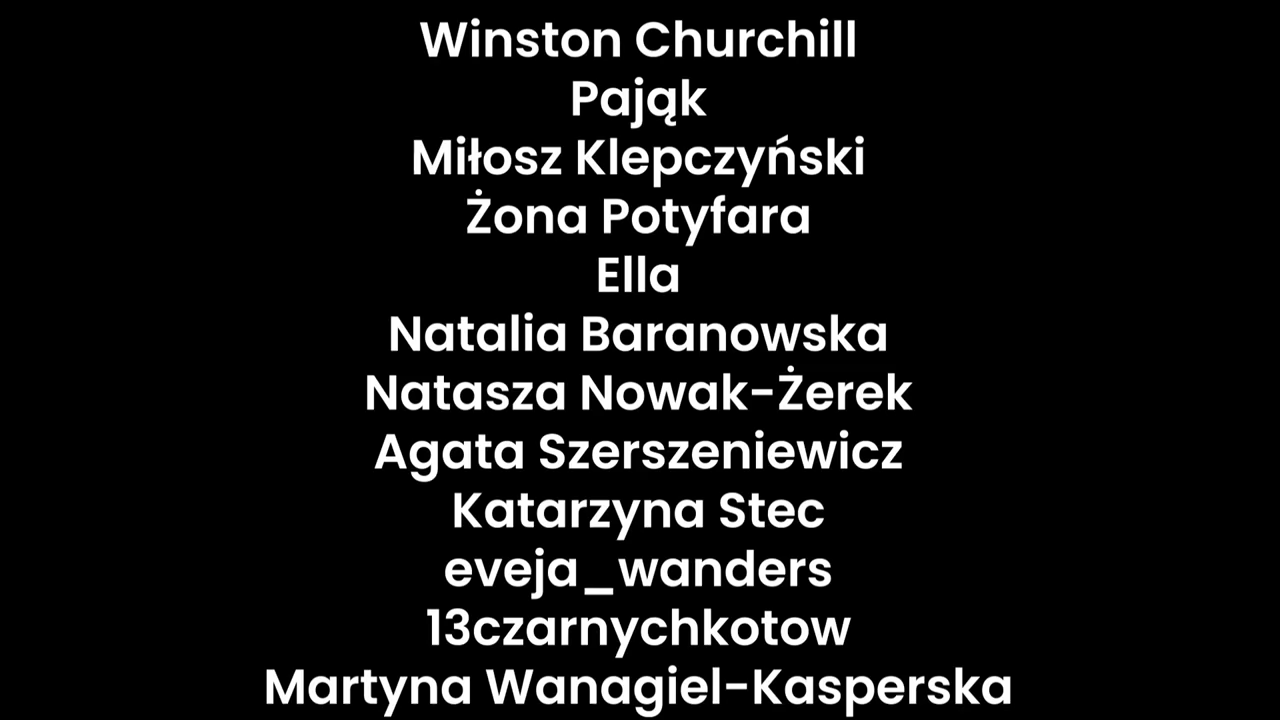 Winston Churchill
Pająk
Miłosz Klepczyński
Żona Potyfara
Ella
Natalia Baranowska
Natasza Nowak-Żerek
Agata Szerszeniewicz
Katarzyna Stec
eveja_wanders
13czarnychkotow
Martyna Wanagiel-Kasperska